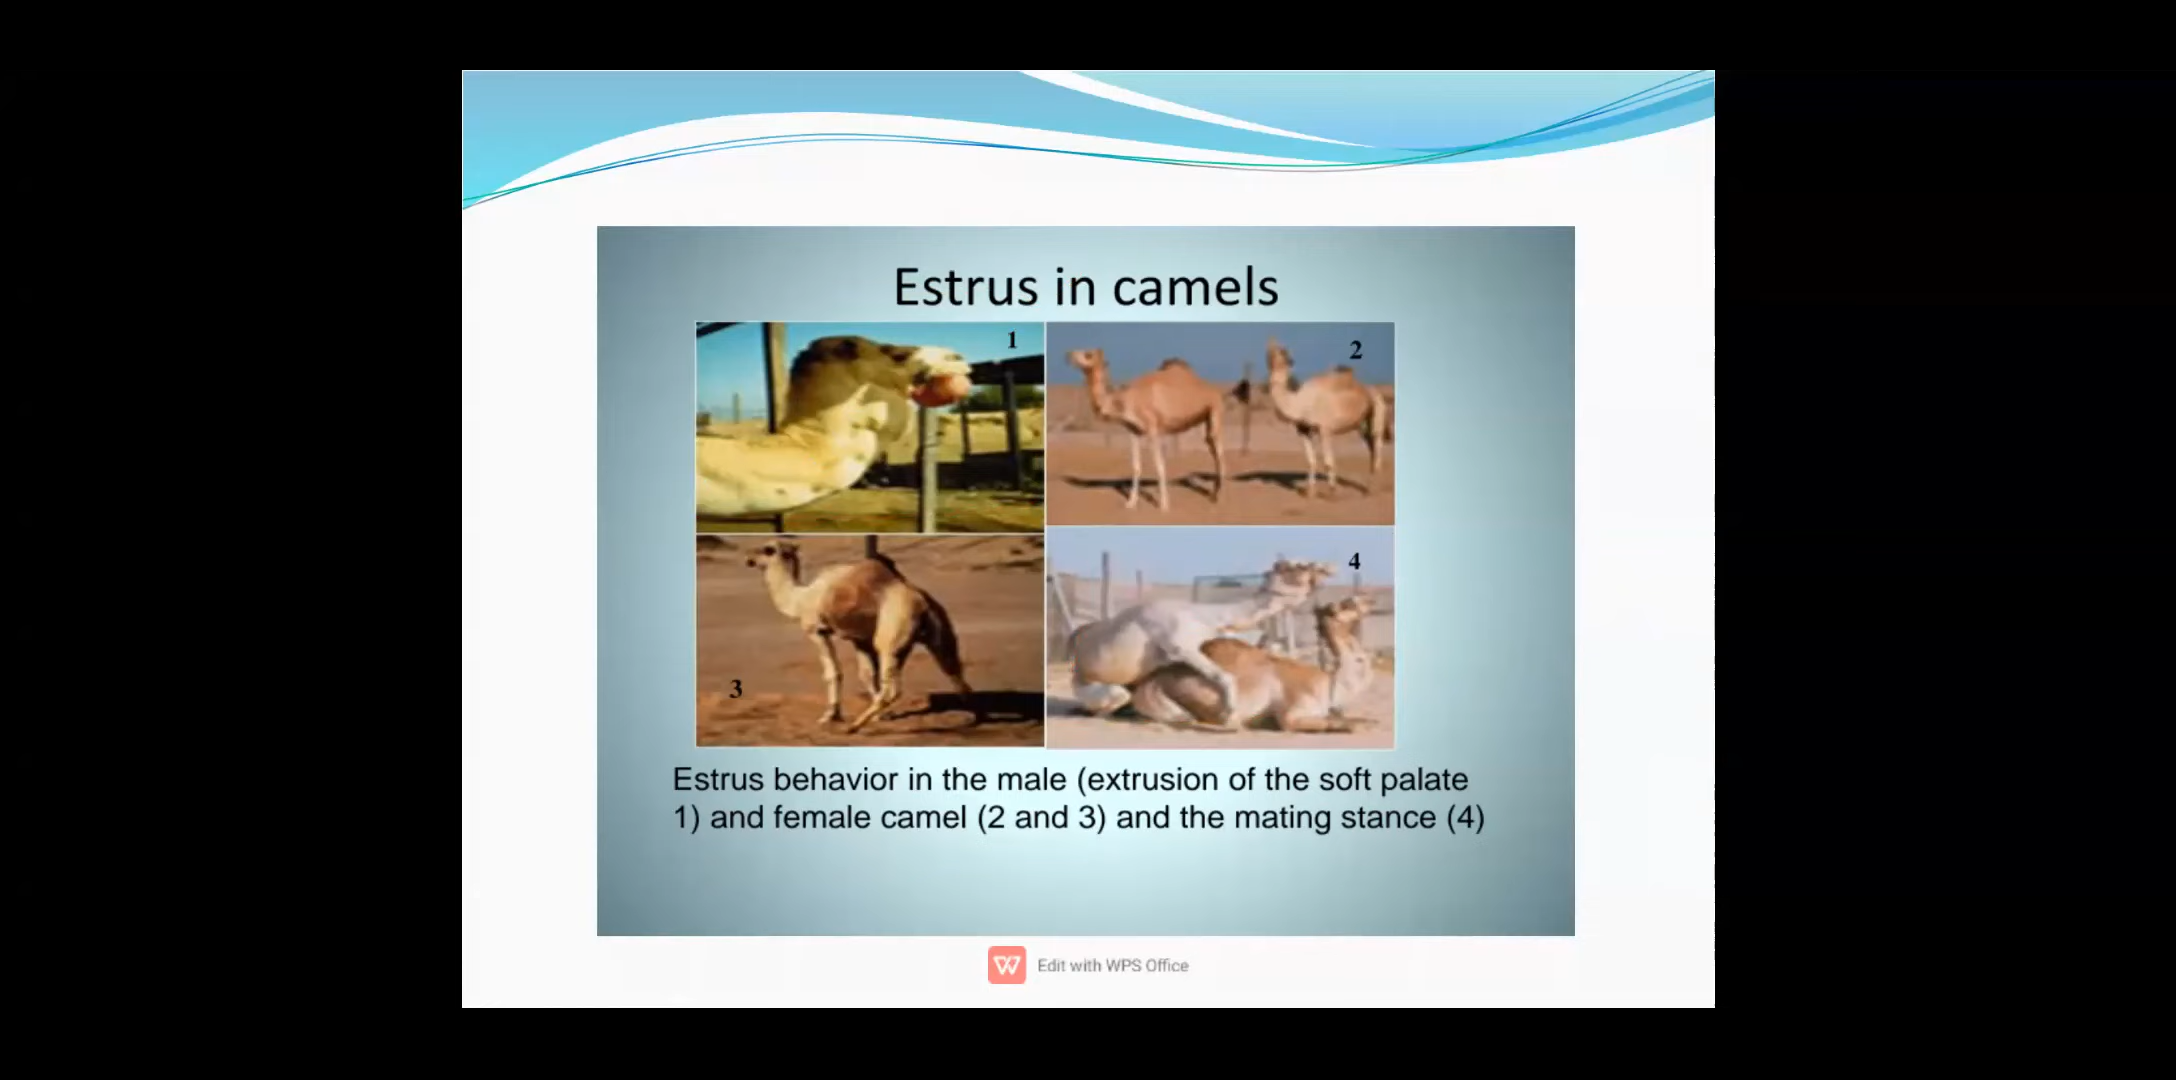 Estrus in camels
1
2
3
4
Estrus behavior in the male (extrusion of the soft palate
1) and female camel (2 and 3) and the mating stance (4)
Edit with WPS Office